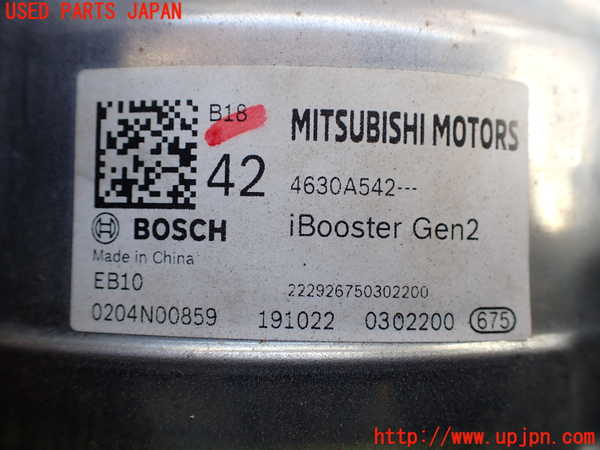 USED PARTS JAPAN
B18
MITSUBISHI MOTORS
42
4630A542---
BOSCH
iBooster Gen2
Made in China
EB10
222926750302200
0204N00859
191022
0302200
675
http://www.upjpn.com